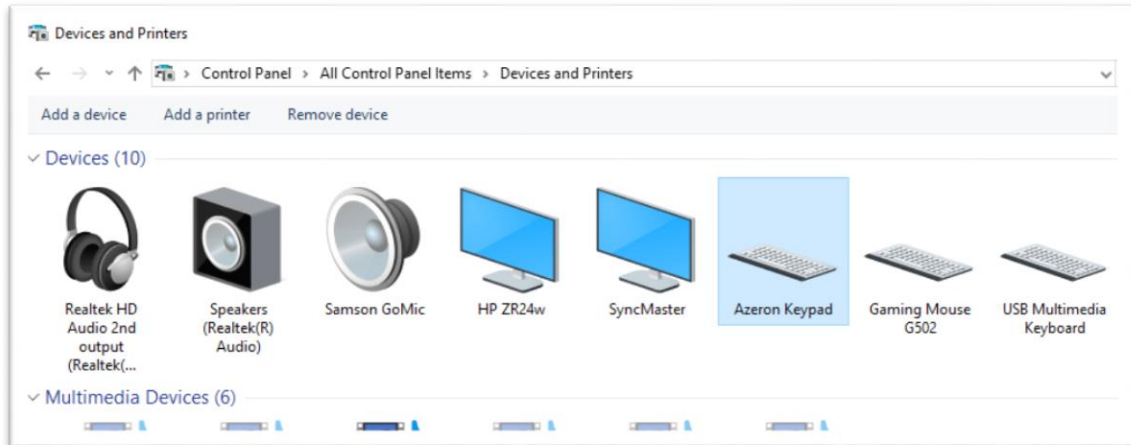 Devices and Printers
Control Panel > All Control Panel Items > Devices and Printers
Add a device Add a printer Remove device
Devices (10)
Realtek HD
Audio 2nd
output
(Realtek(...
Speakers
(Realtek(R)
Audio)
Samson GoMic
HP ZR24w
SyncMaster
Azeron Keypad
Gaming Mouse
G502
USB Multimedia
Keyboard
Multimedia Devices (6)